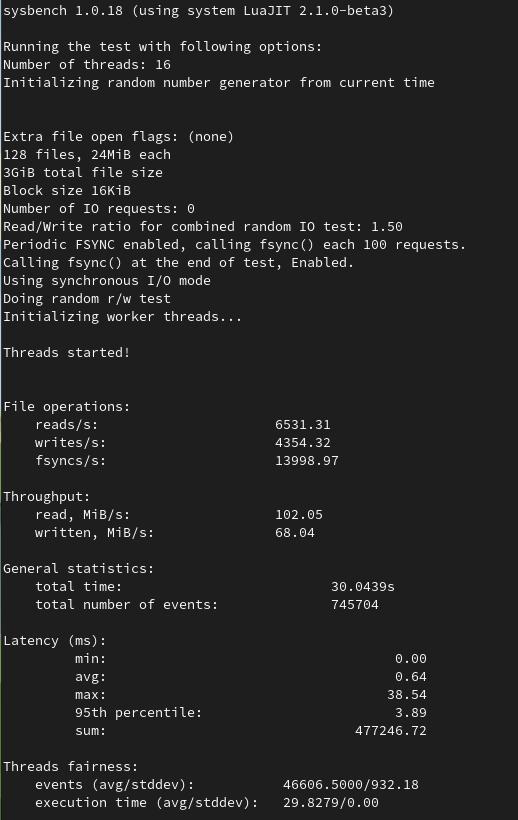 sysbench 1.0.18 (using system LuaJIT 2.1.0-beta3)
Running the test with following options:
Number of threads: 16
Initializing random number generator from current time
Extra file open flags: (none)
128 files, 24MiB each
3GiB total file size
Block size 16KiB
Number of IO requests: 0
Read/Write ratio for combined random IO test: 1.50
Periodic FSYNC enabled, calling fsync() each 100 requests.
Calling fsync() at the end of test, Enabled.
Using synchronous I/O mode
Doing random r/w test
Initializing worker threads...
Threads started!
File operations:
reads/s: 6531.31
writes/s: 4354.32
fsyncs/s: 13998.97
Throughput:
read, MiB/s: 102.05
written, MiB/s: 68.04
General statistics:
total time: 30.0439s
total number of events: 745704
Latency (ms):
min: 0.00
avg: 0.64
max: 38.54
95th percentile: 3.89
sum: 477246.72
Threads fairness:
events (avg/stddev): 46606.5000/932.18
execution time (avg/stddev): 29.8279/0.00